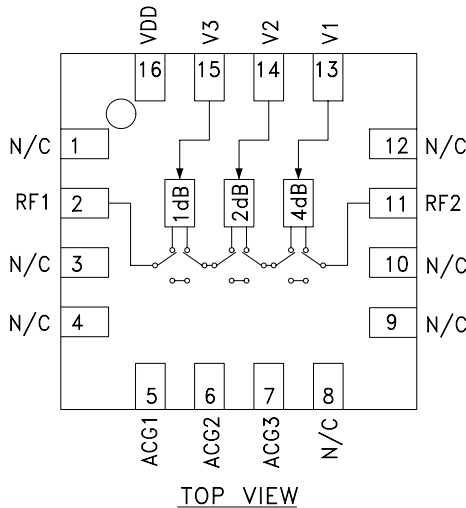 VDD V3 V2 V1
16 15 14 13
N/C 1 12 N/C
1dB 2dB 4dB
RF1 2 11 RF2
N/C 3 10 N/C
N/C 4 9 N/C
5 6 7 8
ACG1 ACG2 ACG3 N/C
TOP VIEW